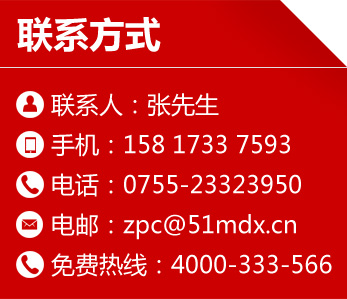 联系方式
联系人：张先生
手机：158 1733 7593
电话：0755-23323950
电邮：zpc@51mdx.cn
免费热线：4000-333-566